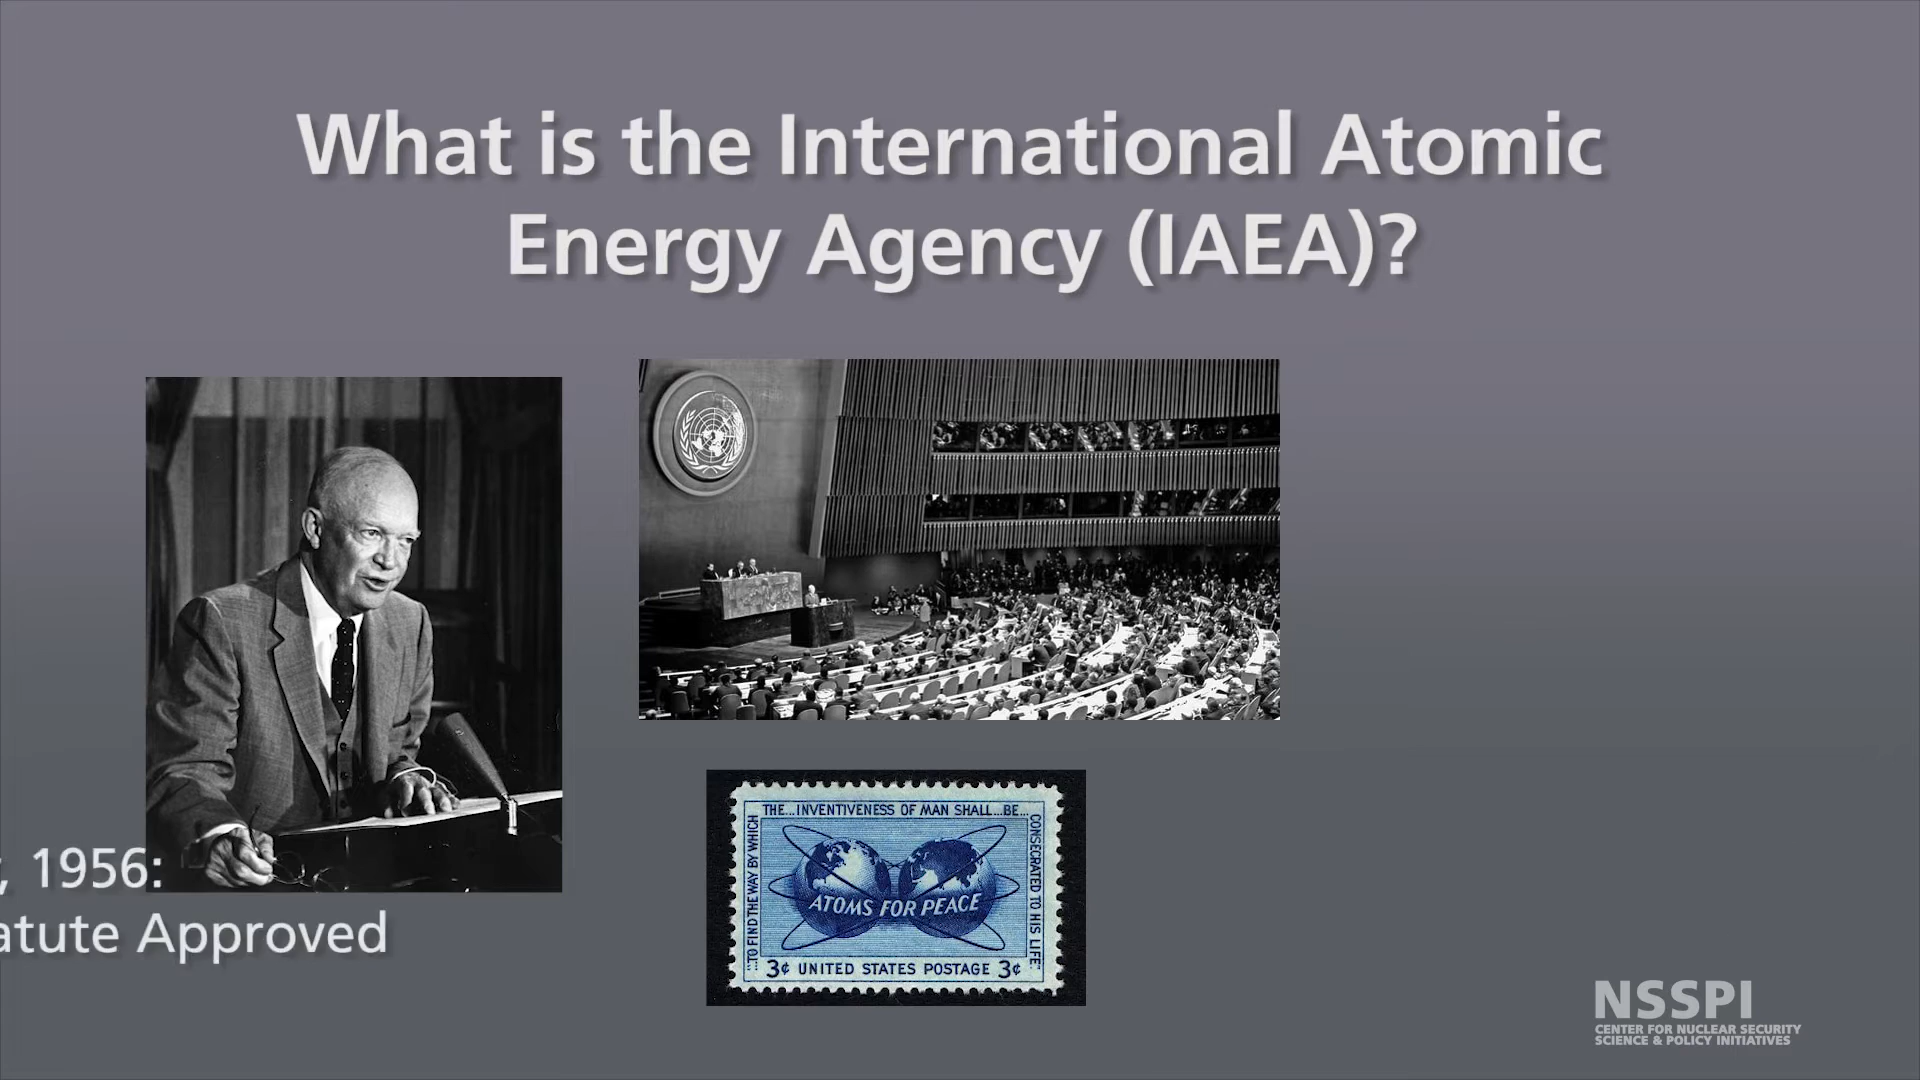 What is the International Atomic
Energy Agency (IAEA)?
, 1956:
atute Approved
THE...INVENTIVENESS OF MAN SHALL...BE...
"...TO FIND THE WAY BY WHICH
CONSECRATED TO HIS LIFE"
ATOMS FOR PEACE
3¢ UNITED STATES POSTAGE 3¢
NSSPI
CENTER FOR NUCLEAR SECURITY
SCIENCE & POLICY INITIATIVES